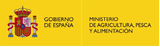 GOBIERNO
DE ESPAÑA
MINISTERIO
DE AGRICULTURA, PESCA
Y ALIMENTACIÓN